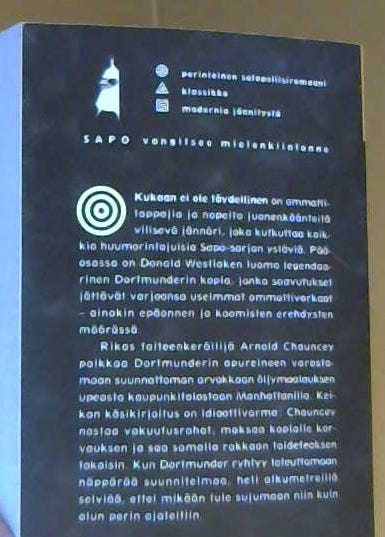 perinteinen salapoliisiromaani
klassikko
modernia jännitystä
SAPO vangitsee mielenkiintonne
Kukaan ei ole täydellinen on ammatti-
tappajia ja nopeita juonenkäänteitä
vilisevä jännäri, joka kutkuttaa kaik-
kia huumorintajuisia Sapo-sarjan ystäviä. Pää-
osassa on Donald Westlaken luoma legendaa-
rinen Dortmunderin kopla, jonka saavutukset
jättävät varjoonsa useimmat ammattivarkaat
– ainakin epäonnen ja koomisten erehdysten
määrässä.
Rikas taiteenkeräilijä Arnold Chauncey
palkkaa Dortmunderin apureineen varasta-
maan suunnattoman arvokkaan öljymaalauksen
upeasta kaupunkitalostaan Manhattanilla. Kei-
kan käsikirjoitus on idioottivarma: Chauncey
nostaa vakuutusrahat, maksaa koplalle kor-
vauksen ja saa samalla rakkaan taideteoksen
takaisin. Kun Dortmunder ryhtyy toteuttamaan
näppärää suunnitelmaa, heti alkumetreillä
selviää, ettei mikään tule sujumaan niin kuin
alun perin ajateltiin.